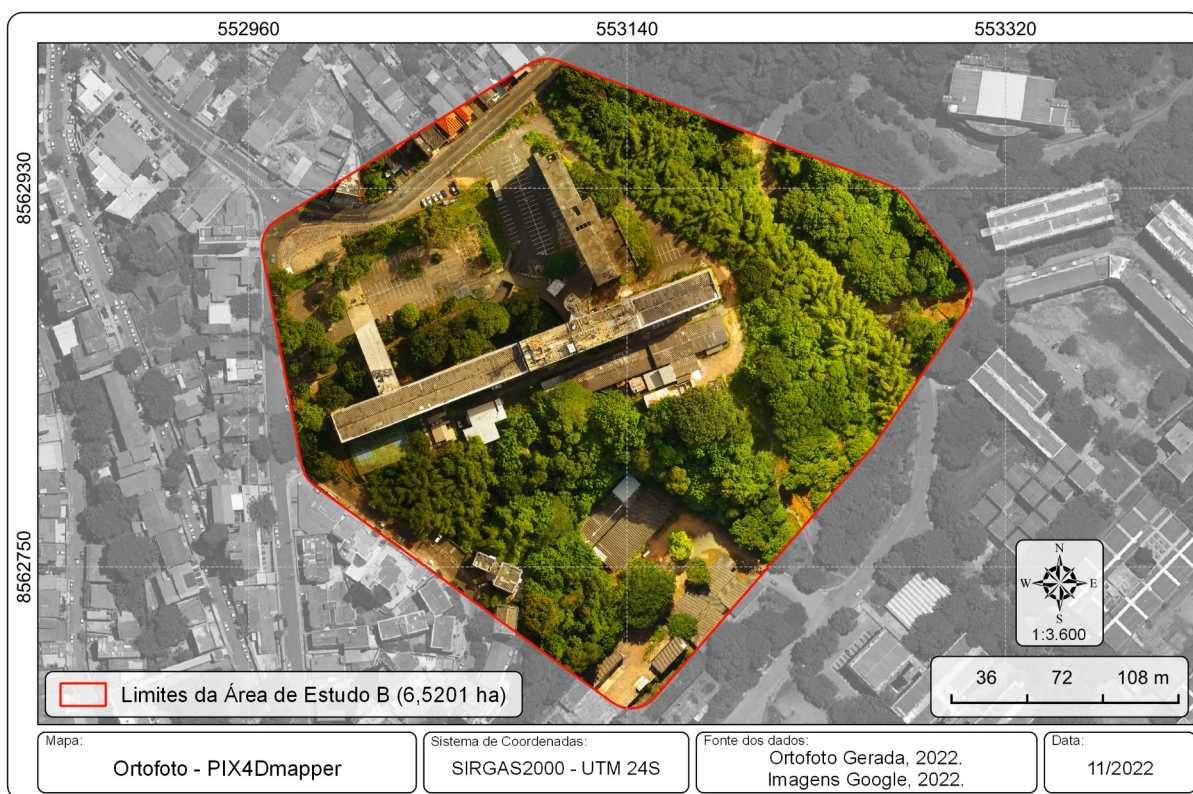 552960
553140
553320
8562930
8562750
N
W E
S
1:3.600
36 72 108 m
Limites da Área de Estudo B (6,5201 ha)
Mapa:
Ortofoto - PIX4Dmapper
Sistema de Coordenadas:
SIRGAS2000 - UTM 24S
Fonte dos dados:
Ortofoto Gerada, 2022.
Imagens Google, 2022.
Data:
11/2022